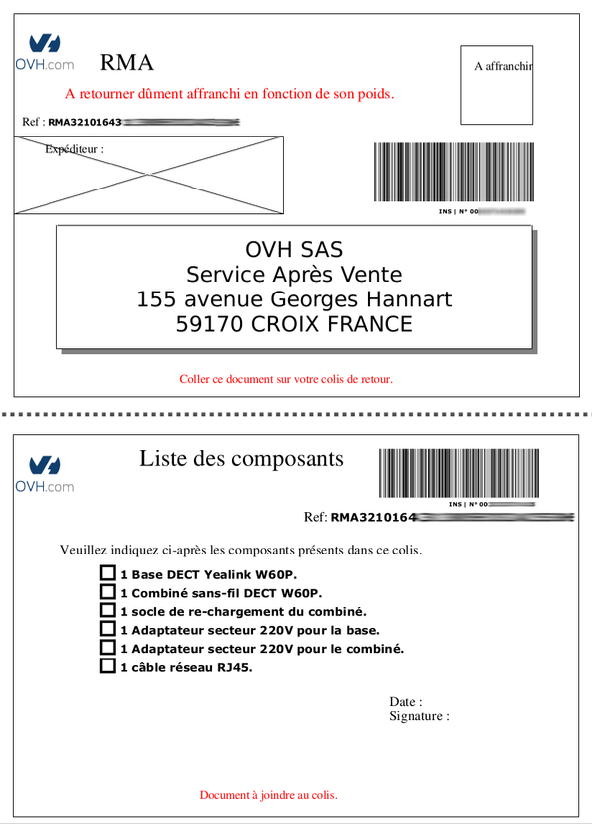 OVH.com
RMA
A affranchir
A retourner dûment affranchi en fonction de son poids.
Ref : RMA32101643
Expéditeur :
INS | N° 00
OVH SAS
Service Après Vente
155 avenue Georges Hannart
59170 CROIX FRANCE
Coller ce document sur votre colis de retour.
OVH.com
Liste des composants
INS | N° 00
Ref: RMA3210164
Veuillez indiquez ci-après les composants présents dans ce colis.
1 Base DECT Yealink W60P.
1 Combiné sans-fil DECT W60P.
1 socle de re-chargement du combiné.
1 Adaptateur secteur 220V pour la base.
1 Adaptateur secteur 220V pour le combiné.
1 câble réseau RJ45.
Date :
Signature :
Document à joindre au colis.